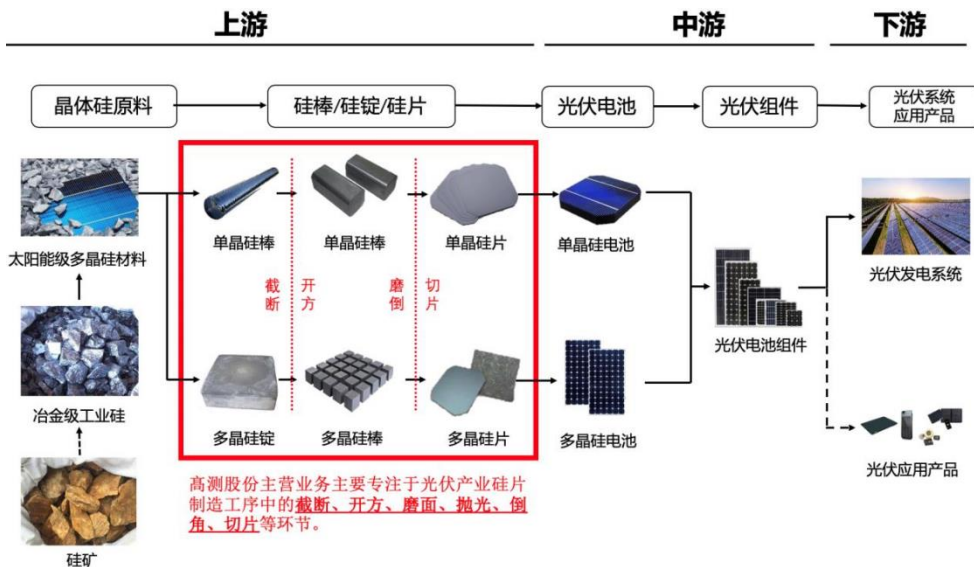 上游
中游
下游
晶体硅原料
硅棒/硅锭/硅片
光伏电池
光伏组件
光伏系统
应用产品
太阳能级多晶硅材料
单晶硅棒
单晶硅棒
单晶硅片
单晶硅电池
光伏发电系统
截断
开方
磨倒
切片
冶金级工业硅
光伏电池组件
多晶硅锭
多晶硅棒
多晶硅片
多晶硅电池
光伏应用产品
硅矿
高测股份主营业务主要专注于光伏产业硅片
制造工序中的截断、开方、磨面、抛光、倒
角、切片等环节。